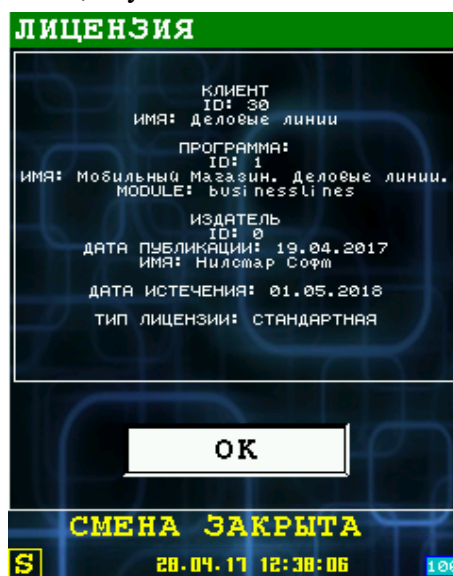 ЛИЦЕНЗИЯ
КЛИЕНТ
ID: 30
ИМЯ: Деловые линии
ПРОГРАММА:
ID: 1
ИМЯ: Мобильный Магазин. Деловые линии.
MODULE: businesslines
ИЗДАТЕЛЬ
ID: 0
ДАТА ПУБЛИКАЦИИ: 19.04.2017
ИМЯ: Нилстар Софт
ДАТА ИСТЕЧЕНИЯ: 01.05.2018
ТИП ЛИЦЕНЗИИ: СТАНДАРТНАЯ
OK
СМЕНА ЗАКРЫТА
S 28.04.17 12:38:06 100